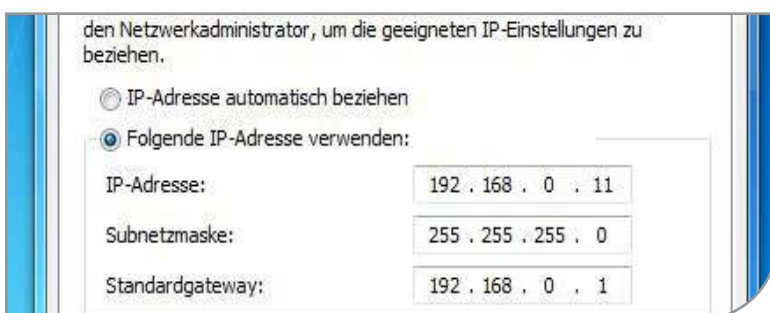 den Netzwerkadministrator, um die geeigneten IP-Einstellungen zu
beziehen.
IP-Adresse automatisch beziehen
Folgende IP-Adresse verwenden:
IP-Adresse: 192 . 168 . 0 . 11
Subnetzmaske: 255 . 255 . 255 . 0
Standardgateway: 192 . 168 . 0 . 1